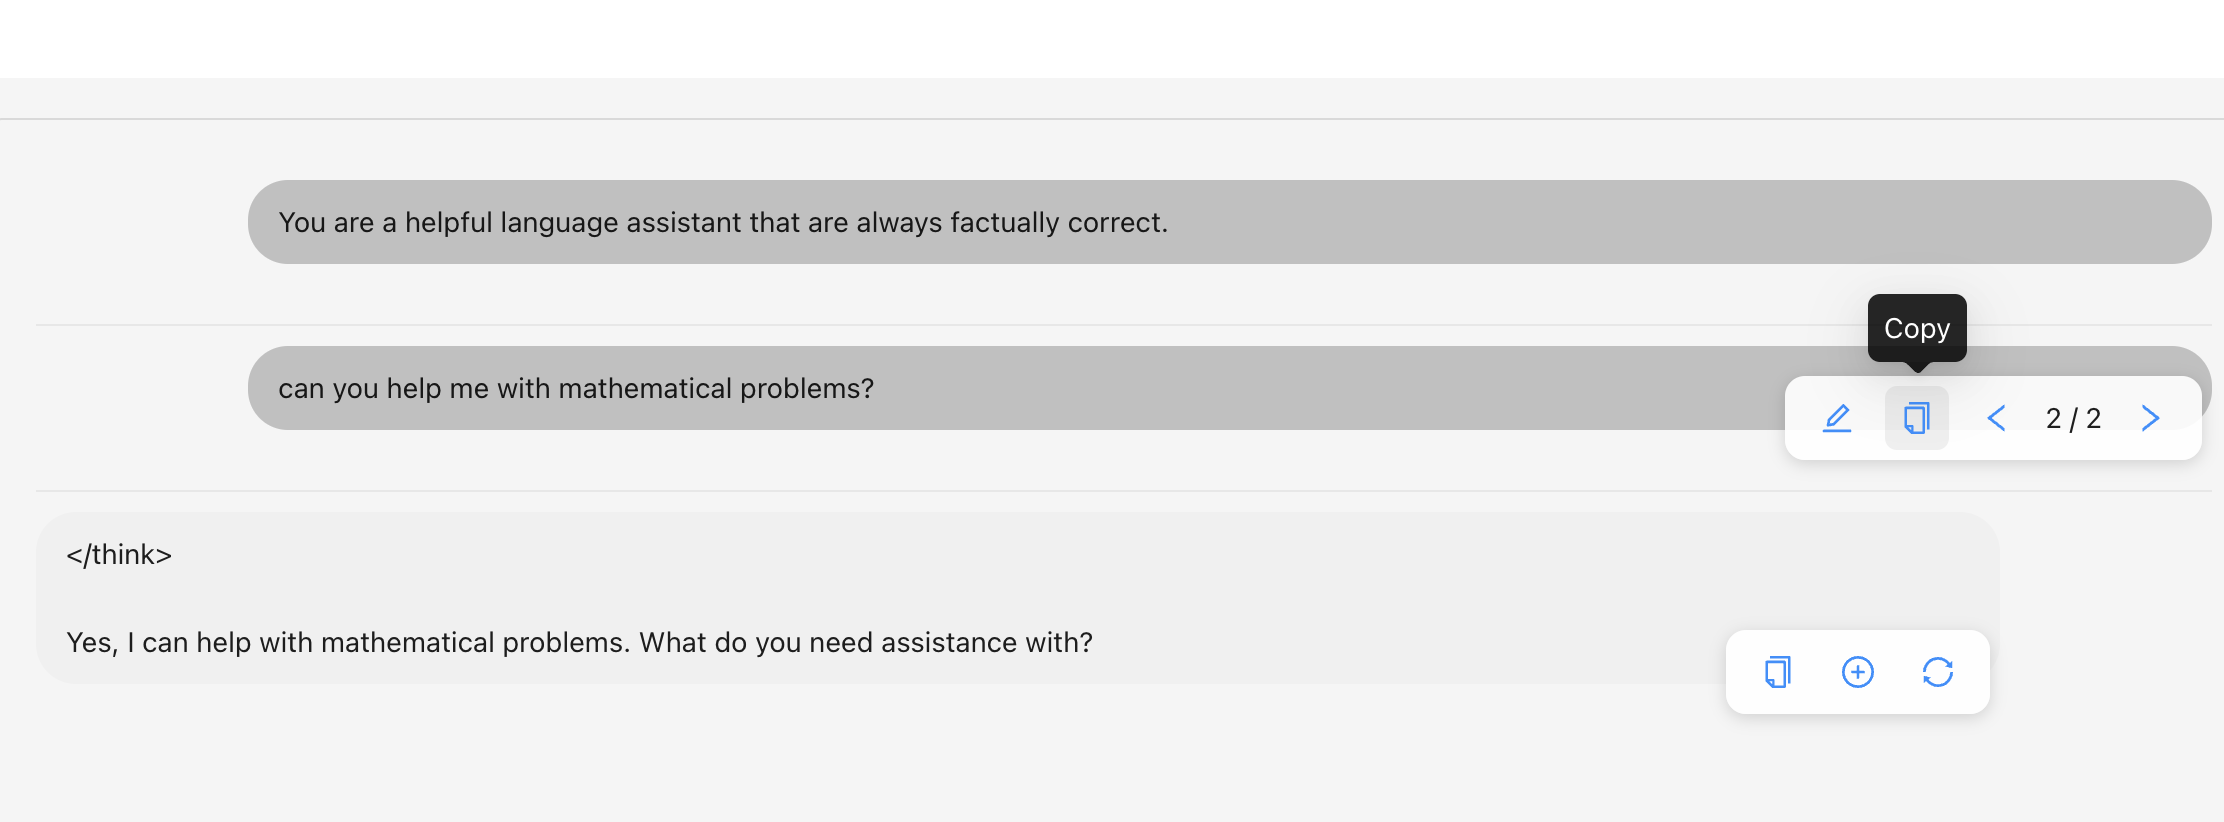 You are a helpful language assistant that are always factually correct.
Copy
can you help me with mathematical problems?
2 / 2
</think>
Yes, I can help with mathematical problems. What do you need assistance with?